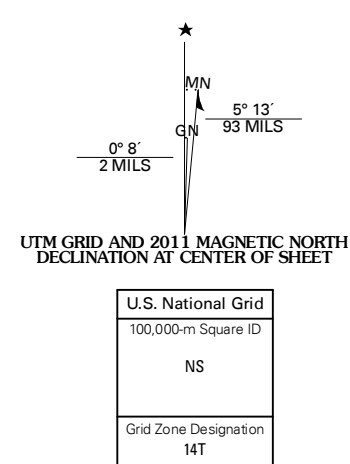 ★
MN
GN
5° 13´
93 MILS
0° 8´
2 MILS
UTM GRID AND 2011 MAGNETIC NORTH
DECLINATION AT CENTER OF SHEET
U.S. National Grid
100,000-m Square ID
NS
Grid Zone Designation
14T